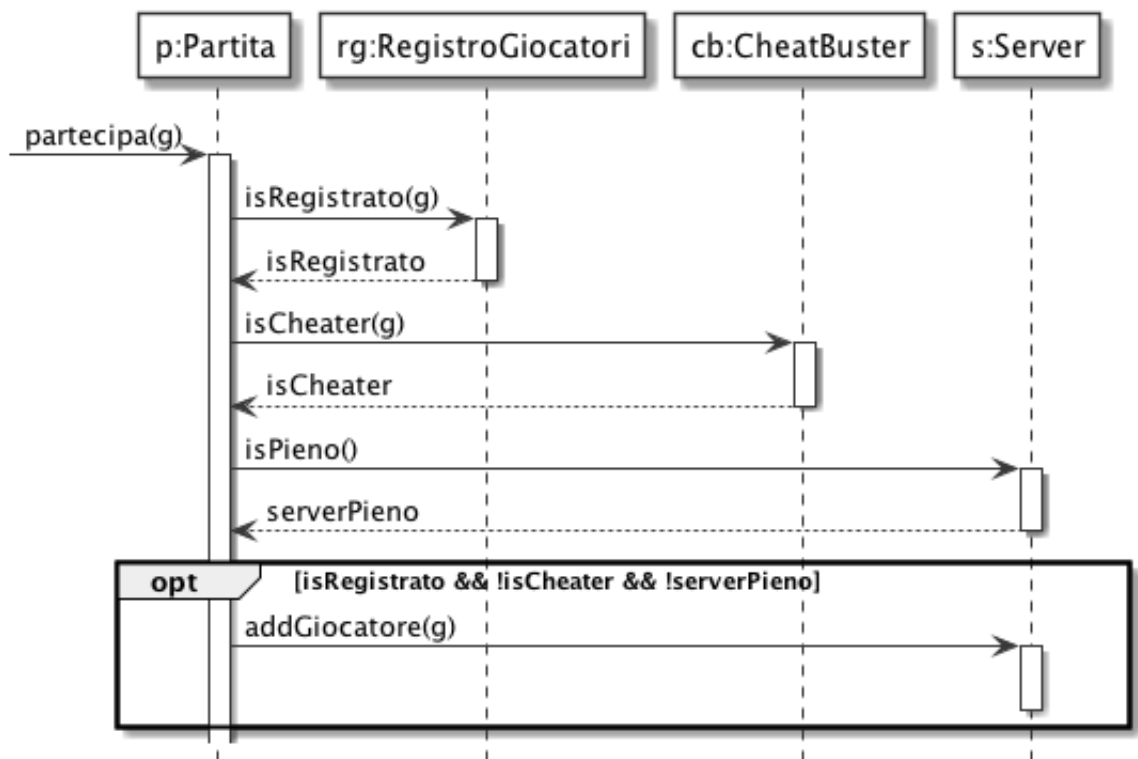 p:Partita
rg:RegistroGiocatori
cb:CheatBuster
s:Server
partecipa(g)
isRegistrato(g)
isRegistrato
isCheater(g)
isCheater
isPieno()
serverPieno
opt [isRegistrato && !isCheater && !serverPieno]
addGiocatore(g)